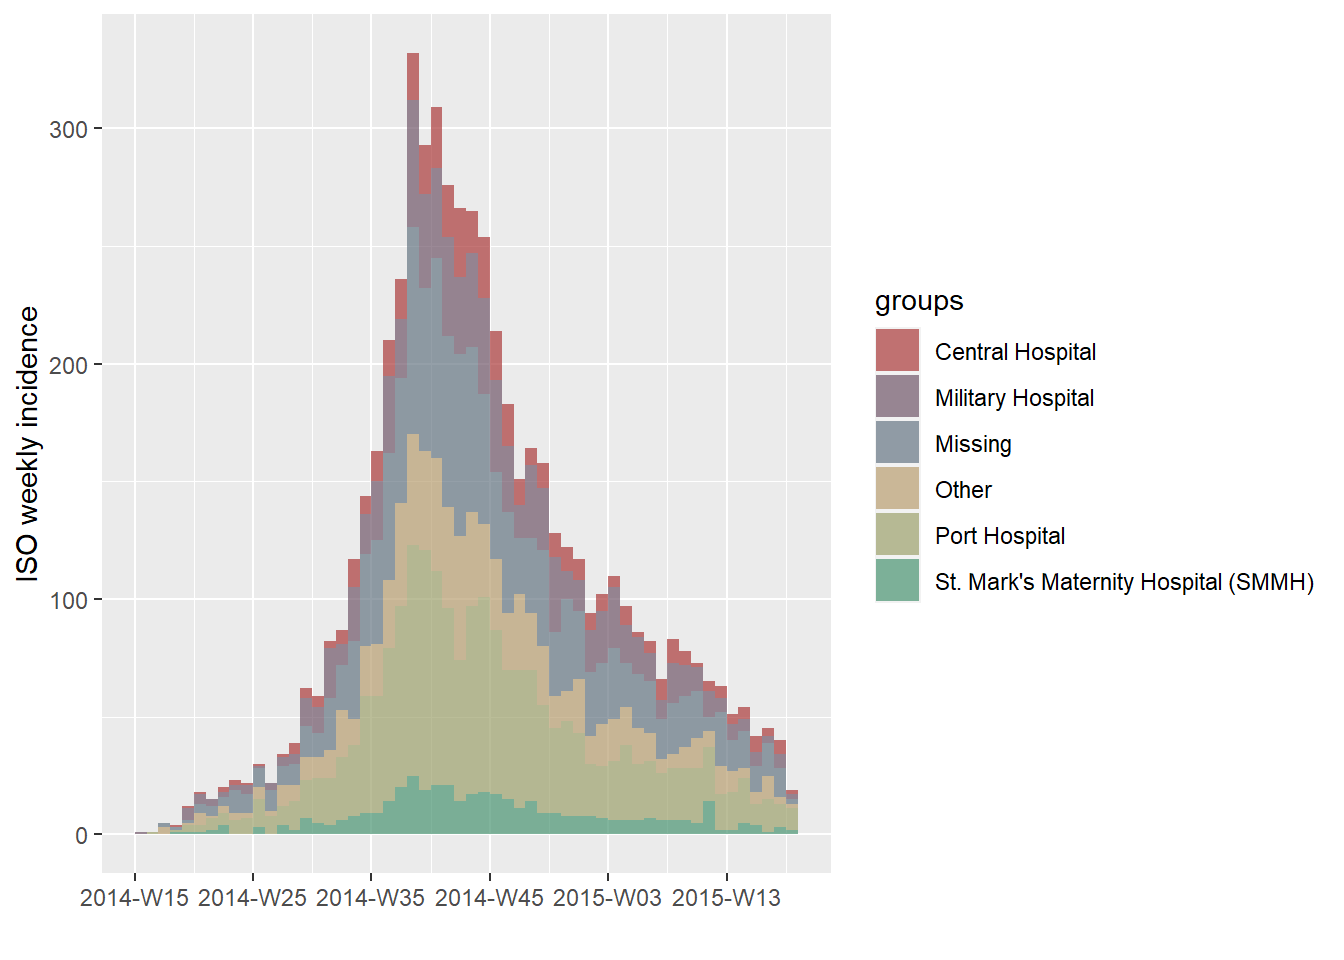 ISO weekly incidence
300
200
100
0
2014-W15 2014-W25 2014-W35 2014-W45 2015-W03 2015-W13
groups
Central Hospital
Military Hospital
Missing
Other
Port Hospital
St. Mark's Maternity Hospital (SMMH)